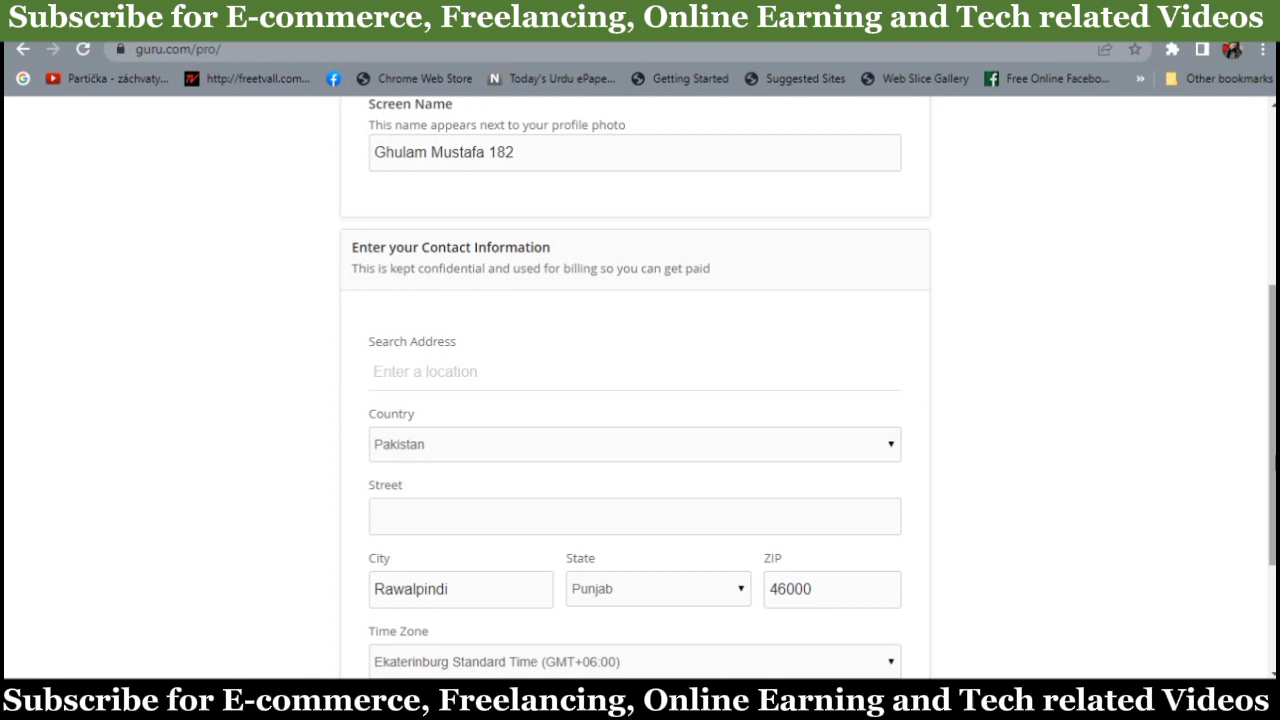 Subscribe for E-commerce, Freelancing, Online Earning and Tech related Videos
guru.com/pro/
Partička - záchvaty... http://freetvall.com... Chrome Web Store Today's Urdu ePape... Getting Started Suggested Sites Web Slice Gallery Free Online Facebo... » Other bookmarks
Screen Name
This name appears next to your profile photo
Ghulam Mustafa 182
Enter your Contact Information
This is kept confidential and used for billing so you can get paid
Search Address
Enter a location
Country
Pakistan
Street
City State ZIP
Rawalpindi Punjab 46000
Time Zone
Ekaterinburg Standard Time (GMT+06:00)
Subscribe for E-commerce, Freelancing, Online Earning and Tech related Videos